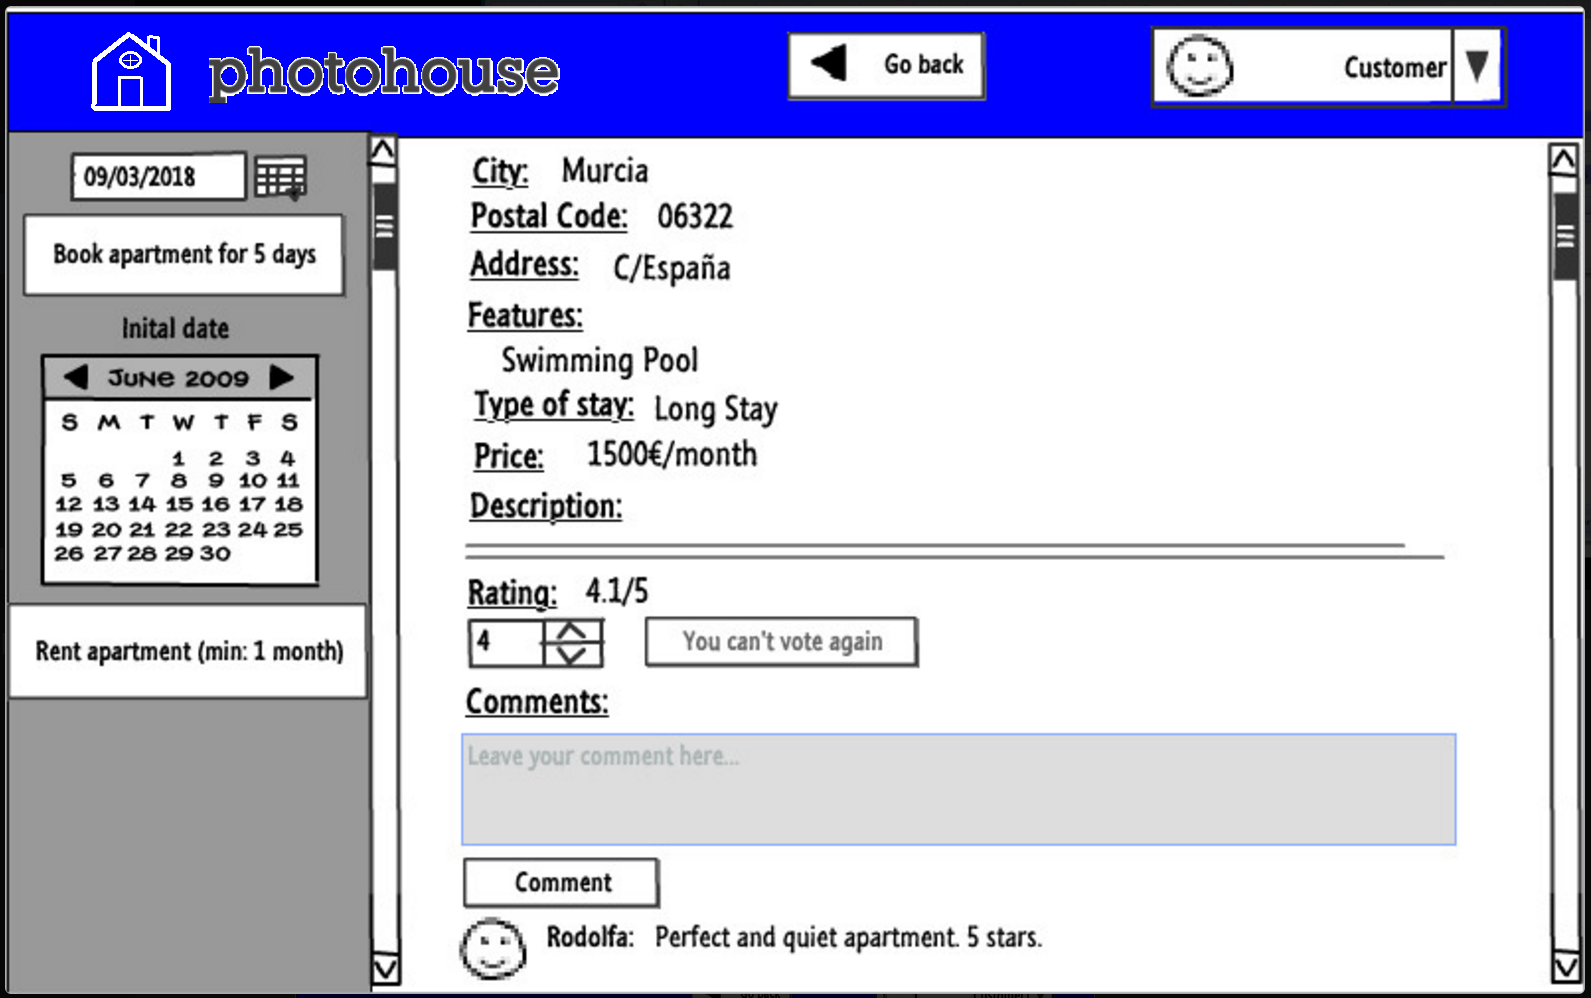 photohouse
Go back
Customer
09/03/2018
Book apartment for 5 days
Inital date
JUNE 2009
S M T W T F S
1 2 3 4
5 6 7 8 9 10 11
12 13 14 15 16 17 18
19 20 21 22 23 24 25
26 27 28 29 30
Rent apartment (min: 1 month)
City: Murcia
Postal Code: 06322
Address: C/España
Features:
Swimming Pool
Type of stay: Long Stay
Price: 1500€/month
Description:
Rating: 4.1/5
4
You can't vote again
Comments:
Leave your comment here...
Comment
Rodolfa: Perfect and quiet apartment. 5 stars.